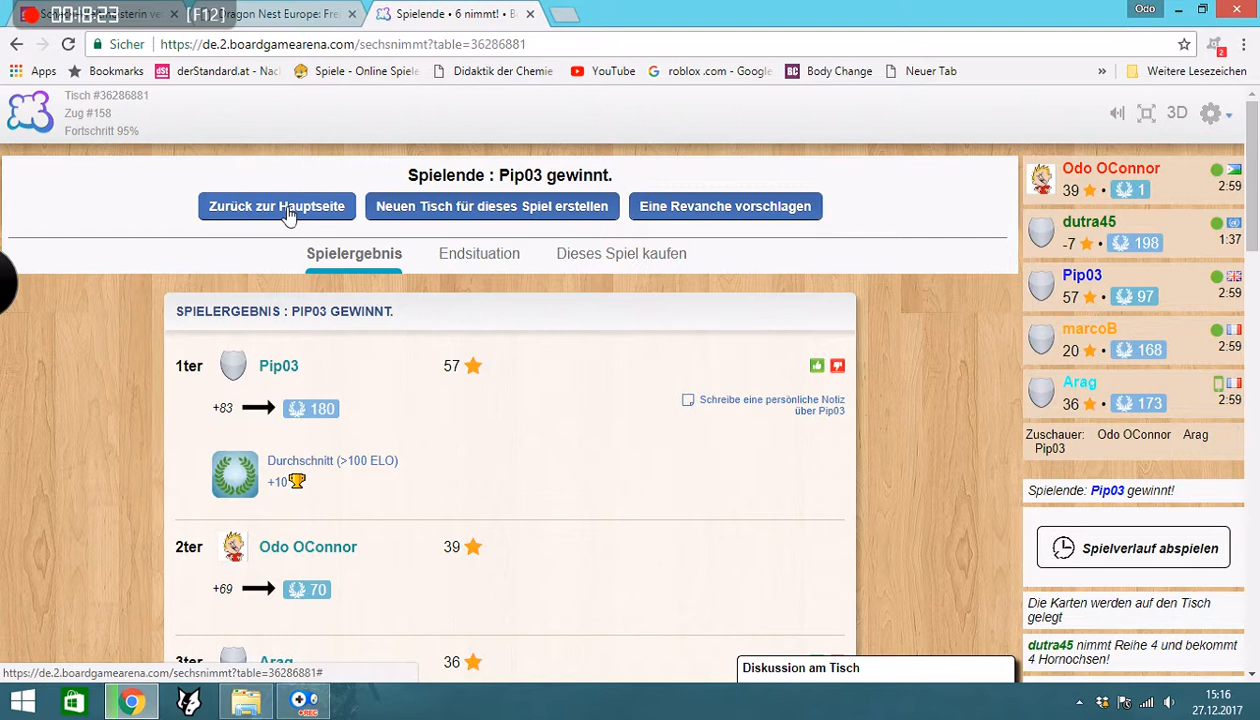 00:18:23 [F12]
Dragon Nest Europe: Fre
Spielende • 6 nimmt! • B
Odo
Sicher
https://de.2.boardgamearena.com/sechsnimmt?table=36286881
2
Apps
Bookmarks
derStandard.at - Nac
Spiele - Online Spiele
Didaktik der Chemie
YouTube
roblox .com - Google
Body Change
Neuer Tab
»
Weitere Lesezeichen
Tisch #36286881
Zug #158
Fortschritt 95%
3D
Spielende : Pip03 gewinnt.
Zurück zur Hauptseite
Neuen Tisch für dieses Spiel erstellen
Eine Revanche vorschlagen
Spielergebnis
Endsituation
Dieses Spiel kaufen
SPIELERGEBNIS : PIP03 GEWINNT.
1ter
Pip03
57
+83
180
Schreibe eine persönliche Notiz
über Pip03
Durchschnitt (>100 ELO)
+10
2ter
Odo OConnor
39
+69
70
3ter
Arag
36
Odo OConnor
39 • 1
2:59
dutra45
-7 • 198
1:37
Pip03
57 • 97
2:59
marcoB
20 • 168
2:59
Arag
36 • 173
2:59
Zuschauer: Odo OConnor Arag
Pip03
Spielende: Pip03 gewinnt!
Spielverlauf abspielen
Die Karten werden auf den Tisch
gelegt
dutra45 nimmt Reihe 4 und bekommt
4 Hornochsen!
Diskussion am Tisch
https://de.2.boardgamearena.com/sechsnimmt?table=36286881#
REC
15:16
27.12.2017